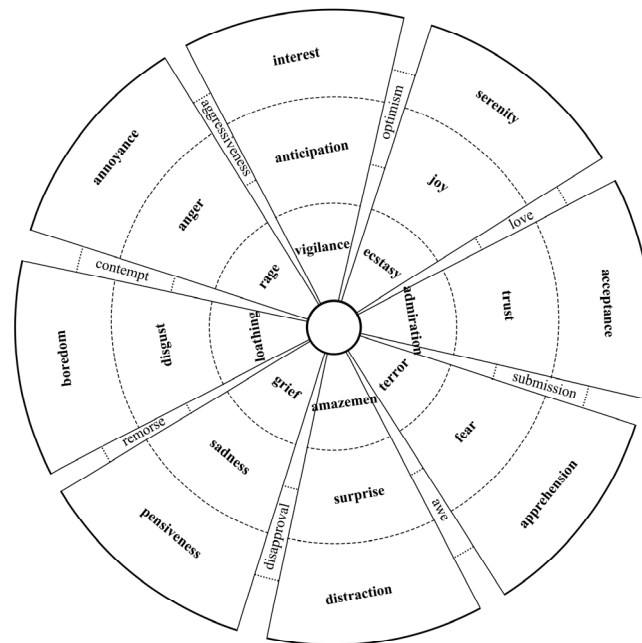 interest
optimism
serenity
aggressiveness
annoyance
anticipation
joy
anger
vigilance
ecstasy
rage
love
contempt
acceptance
trust
admiration
loathing
disgust
boredom
submission
terror
grief
amazemen
remorse
fear
sadness
apprehension
surprise
awe
disapproval
pensiveness
distraction